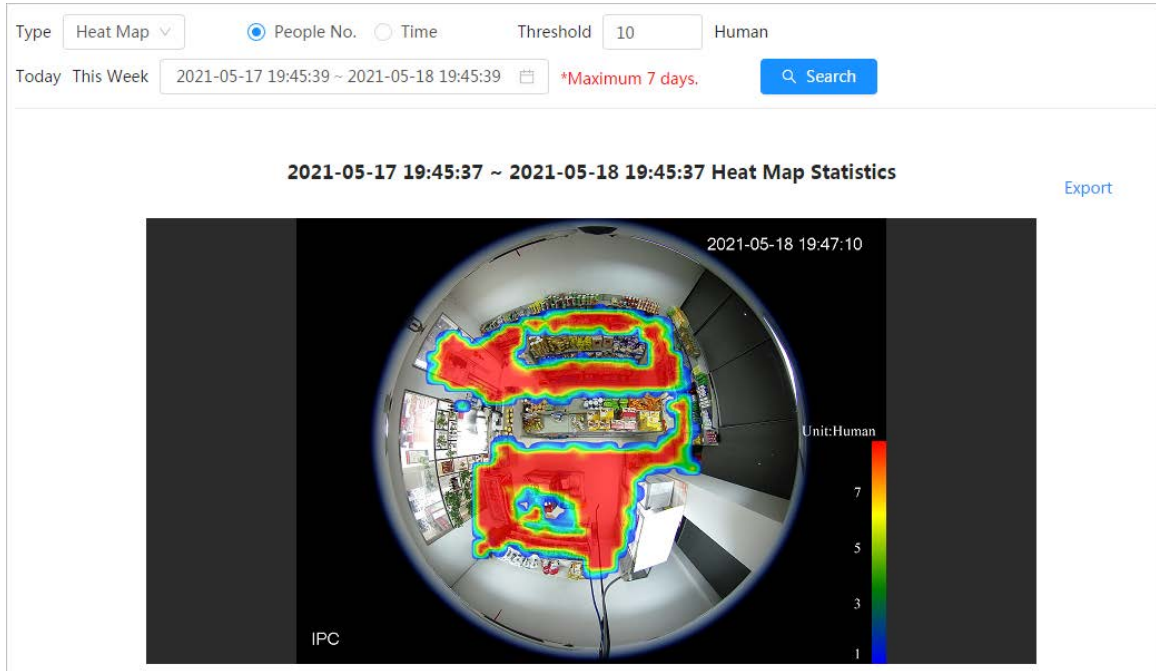 Type Heat Map People No. Time Threshold 10 Human
Today This Week 2021-05-17 19:45:39 ~ 2021-05-18 19:45:39 *Maximum 7 days. Search
2021-05-17 19:45:37 ~ 2021-05-18 19:45:37 Heat Map Statistics
Export
2021-05-18 19:47:10
Unit:Human
7
5
3
1
IPC